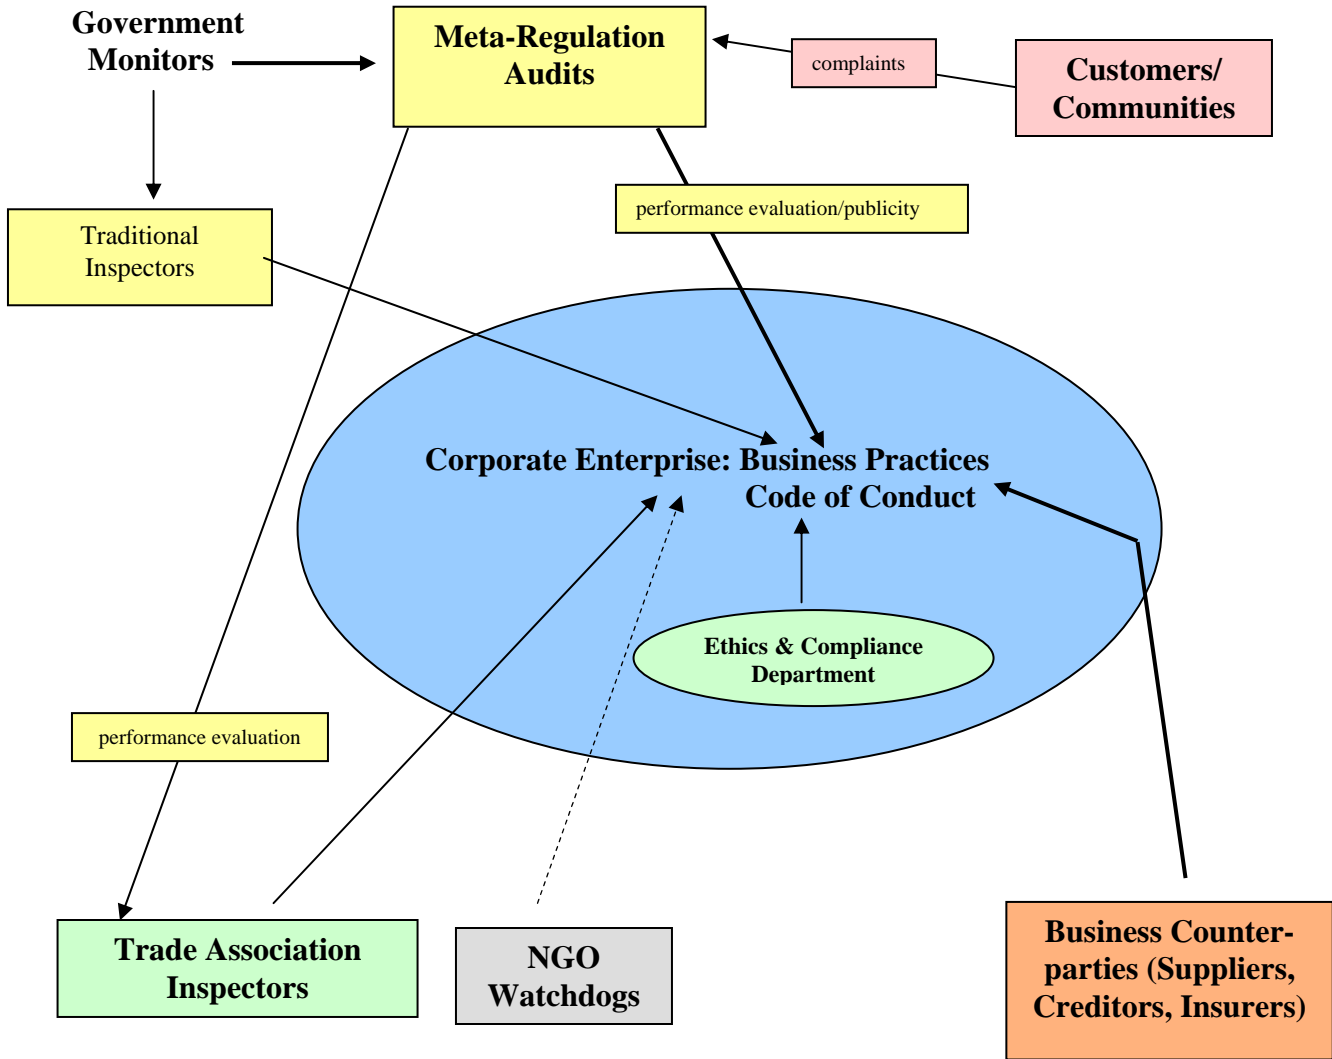 Government
Monitors
Meta-Regulation
Audits
complaints
Customers/
Communities
performance evaluation/publicity
Traditional
Inspectors
Corporate Enterprise: Business Practices
Code of Conduct
Ethics & Compliance
Department
performance evaluation
Trade Association
Inspectors
NGO
Watchdogs
Business Counter-
parties (Suppliers,
Creditors, Insurers)